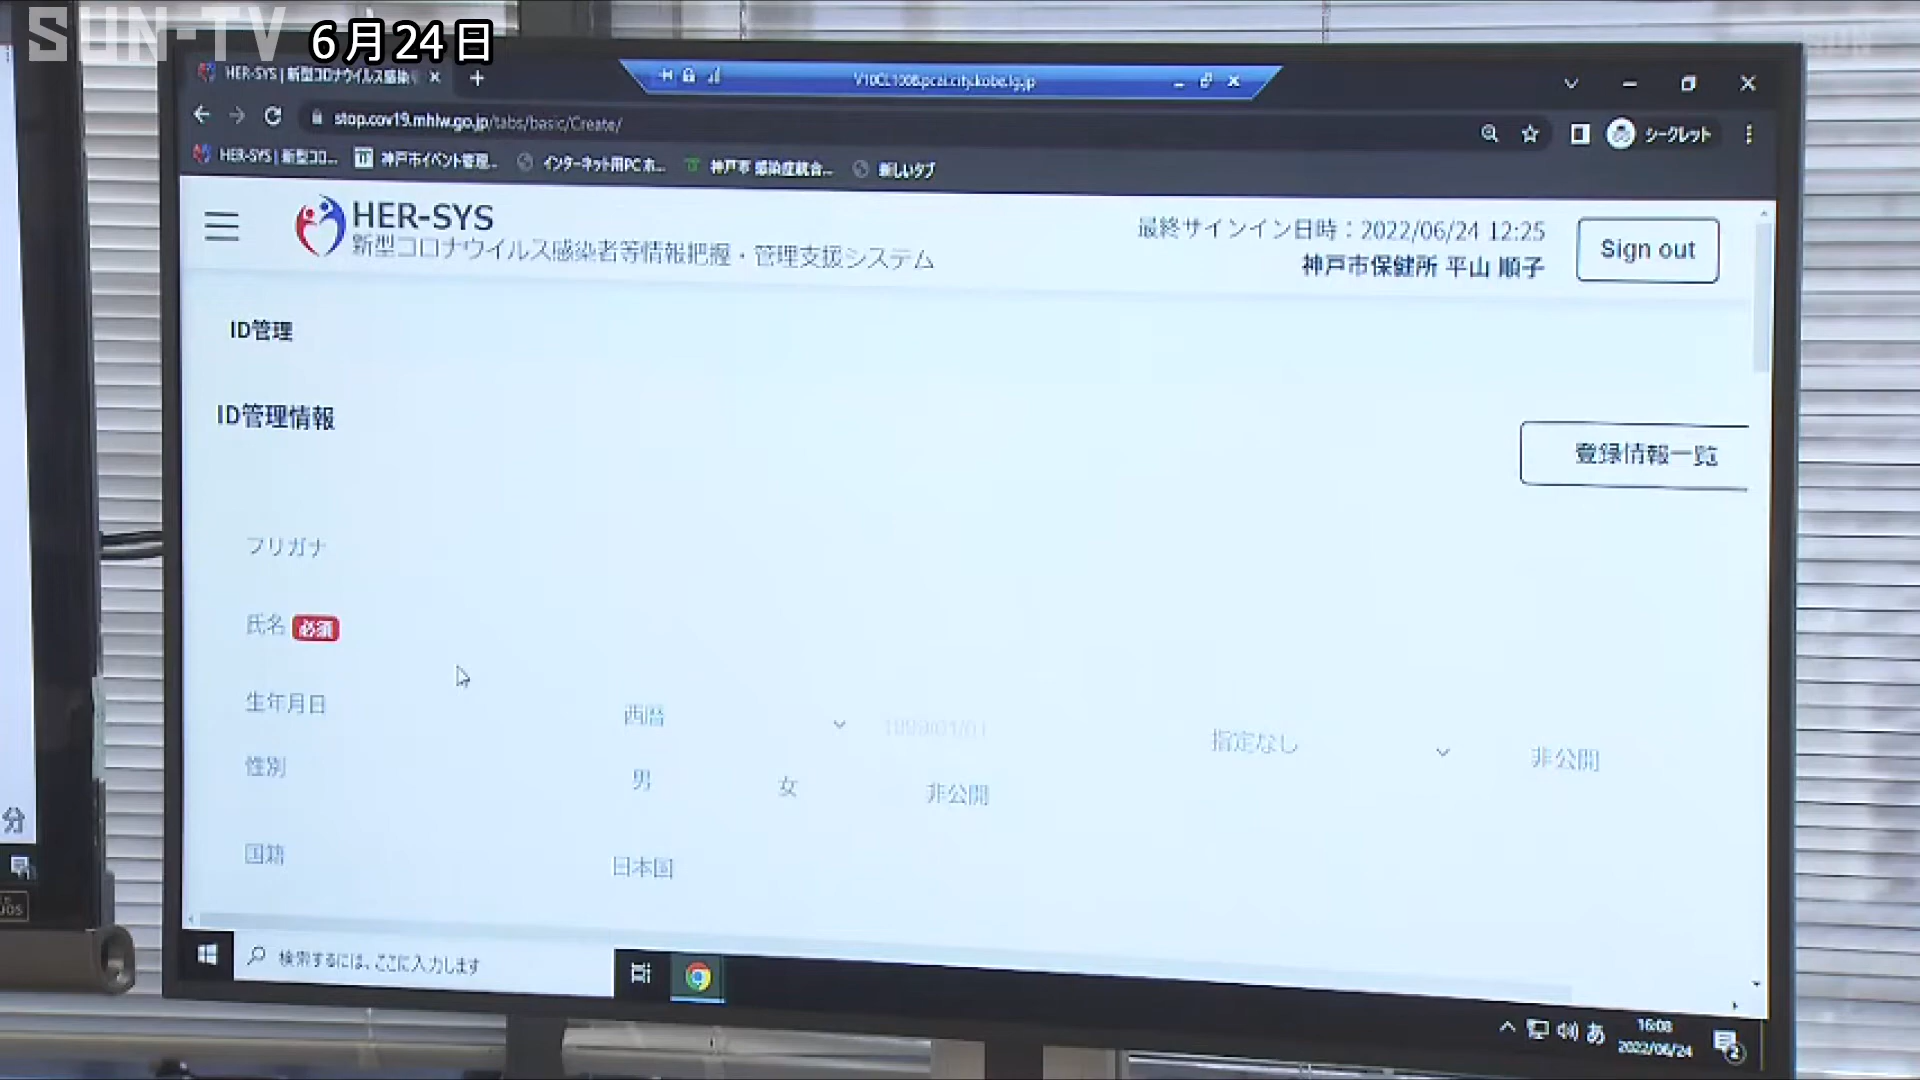 SUN-TV
6月24日
HER-SYS | 新型コロナウイルス感染
V10CL1008.pcai.city.kobe.lg.jp
stop.cov19.mhlw.go.jp/tabs/basic/Create/
シークレット
HER-SYS | 新型コロ...
神戸市イベント管理...
インターネット用PC ホ...
神戸市 感染症統合...
新しいタブ
HER-SYS
新型コロナウイルス感染者等情報把握・管理支援システム
最終サインイン日時：2022/06/24 12:25
神戸市保健所 平山 順子
Sign out
ID管理
ID管理情報
登録情報一覧
フリガナ
氏名 必須
生年月日
西暦
指定なし
非公開
性別
男
女
非公開
国籍
日本国
検索するには、ここに入力します
あ
16:08
2022/06/24
2
分